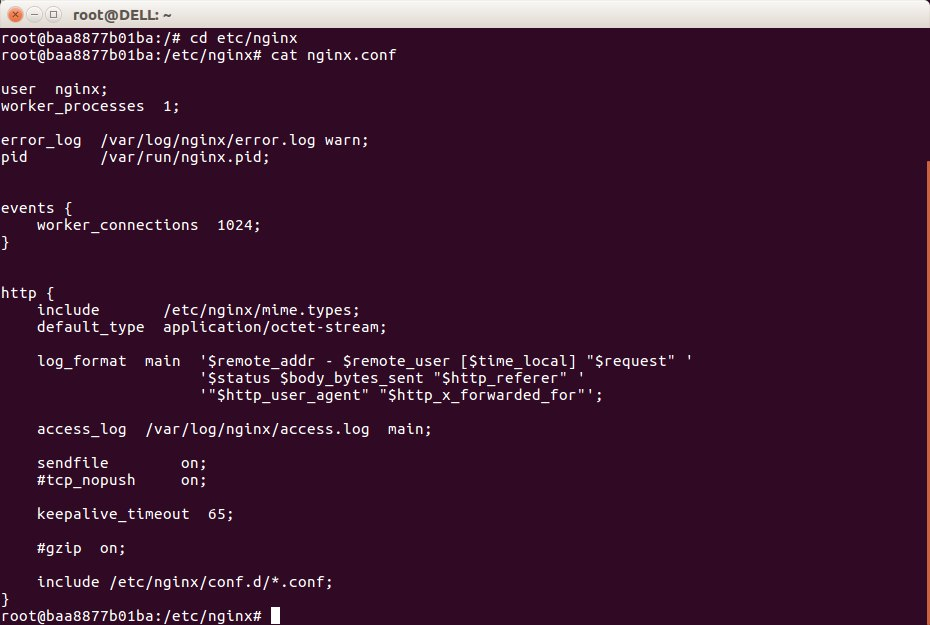 root@DELL: ~
root@baa8877b01ba:/# cd etc/nginx
root@baa8877b01ba:/etc/nginx# cat nginx.conf

user  nginx;
worker_processes  1;

error_log  /var/log/nginx/error.log warn;
pid        /var/run/nginx.pid;


events {
    worker_connections  1024;
}


http {
    include       /etc/nginx/mime.types;
    default_type  application/octet-stream;

    log_format  main  '$remote_addr - $remote_user [$time_local] "$request" '
                      '$status $body_bytes_sent "$http_referer" '
                      '"$http_user_agent" "$http_x_forwarded_for"';

    access_log  /var/log/nginx/access.log  main;

    sendfile        on;
    #tcp_nopush     on;

    keepalive_timeout  65;

    #gzip  on;

    include /etc/nginx/conf.d/*.conf;
}
root@baa8877b01ba:/etc/nginx#